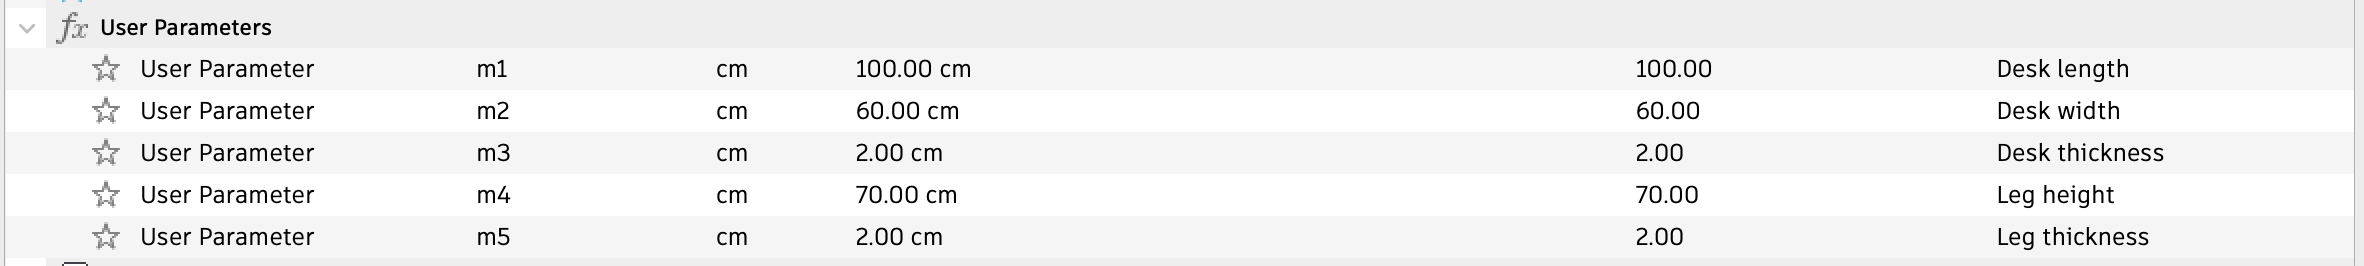 fx User Parameters
User Parameter m1 cm 100.00 cm 100.00 Desk length
User Parameter m2 cm 60.00 cm 60.00 Desk width
User Parameter m3 cm 2.00 cm 2.00 Desk thickness
User Parameter m4 cm 70.00 cm 70.00 Leg height
User Parameter m5 cm 2.00 cm 2.00 Leg thickness